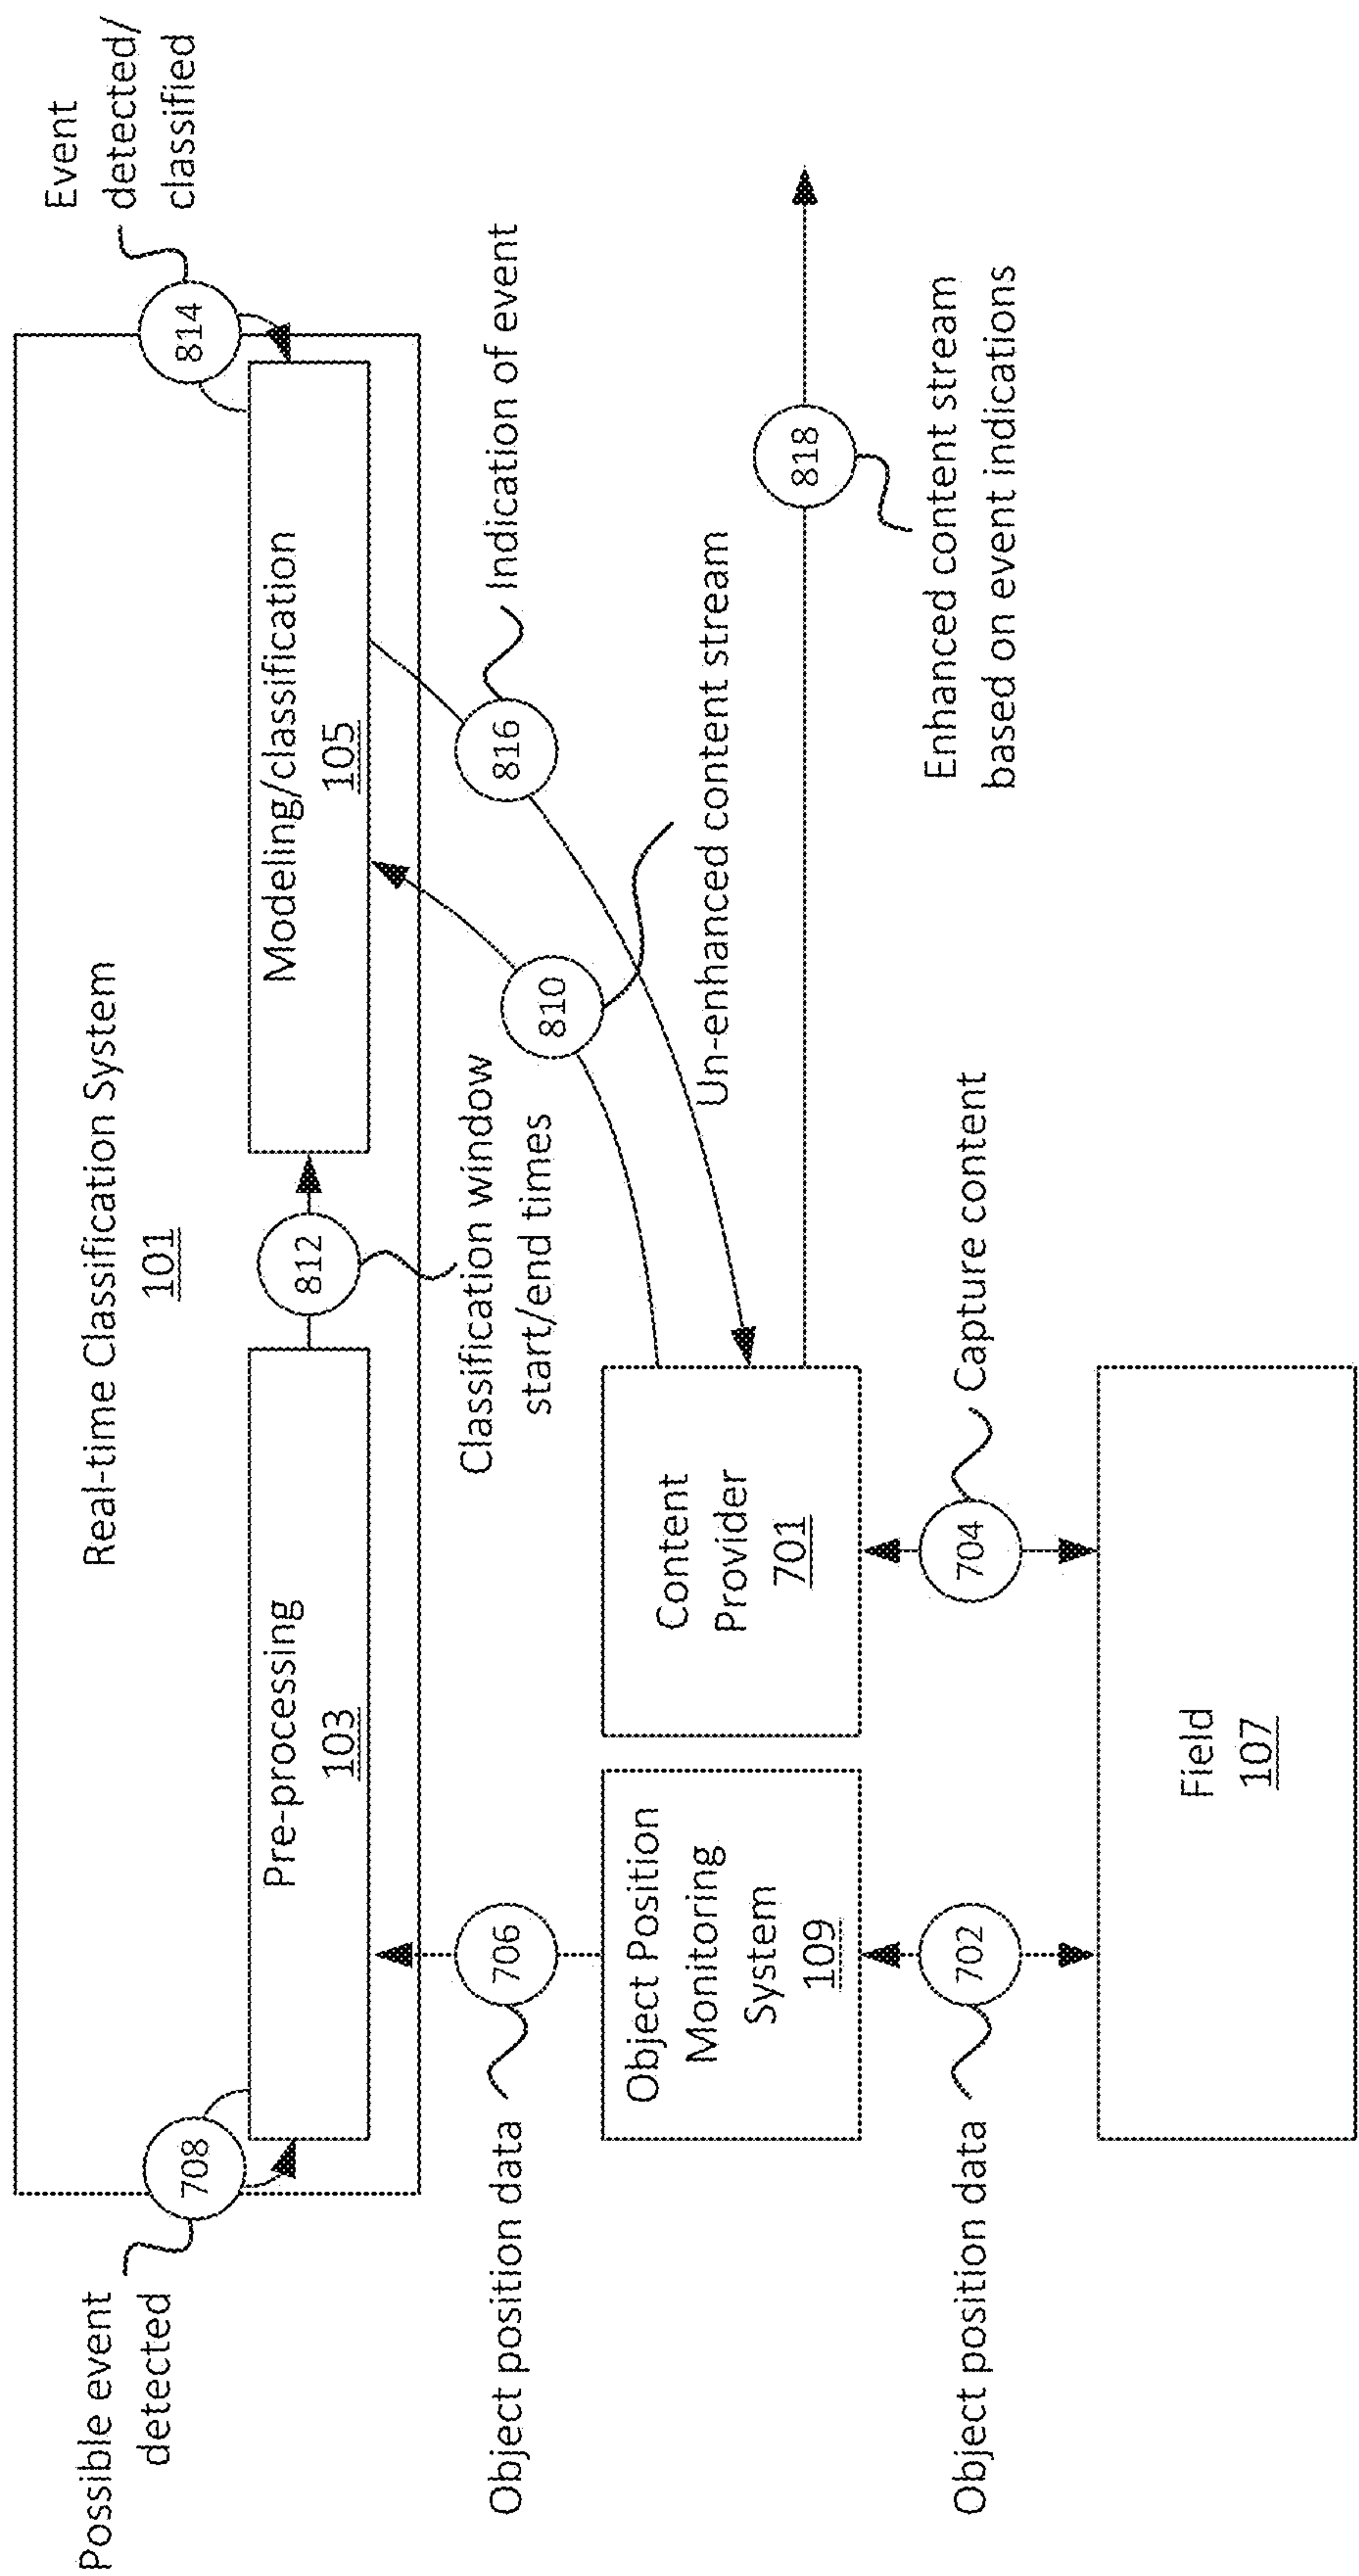 Real-time Classification System
101
Possible event
detected
708
Pre-processing
103
812
Modeling/classification
105
814
Event
detected/
classified
Classification window
start/end times
Object position data
706
810
816
Indication of event
Un-enhanced content stream
Object Position
Monitoring
System
109
Content
Provider
701
818
Enhanced content stream
based on event indications
Object position data
702
704
Capture content
Field
107